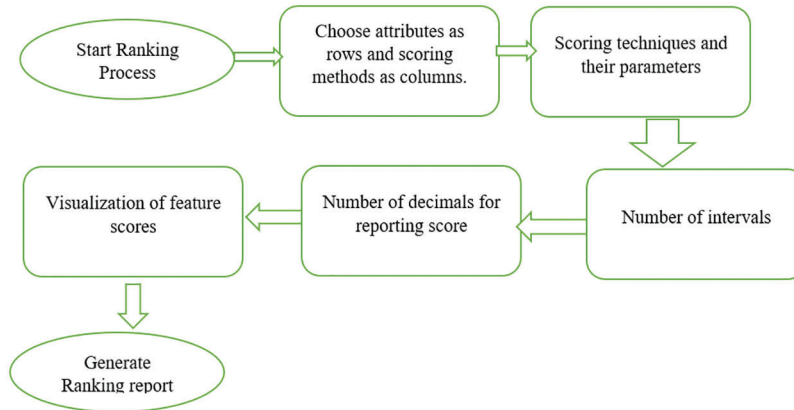 Start Ranking
Process
Choose attributes as
rows and scoring
methods as columns.
Scoring techniques and
their parameters
Number of intervals
Number of decimals for
reporting score
Visualization of feature
scores
Generate
Ranking report